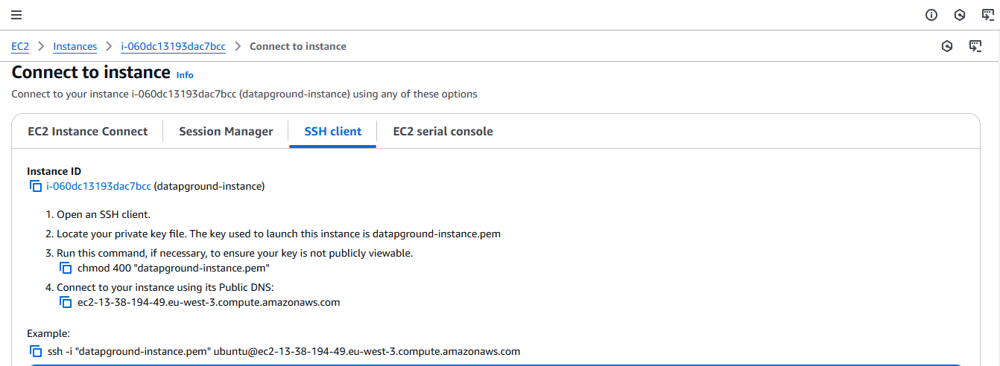 EC2 Instances i-060dc13193dac7bcc Connect to instance
Connect to instance Info
Connect to your instance i-060dc13193dac7bcc (datapground-instance) using any of these options
EC2 Instance Connect Session Manager SSH client EC2 serial console
Instance ID
i-060dc13193dac7bcc (datapground-instance)
1. Open an SSH client.
2. Locate your private key file. The key used to launch this instance is datapground-instance.pem
3. Run this command, if necessary, to ensure your key is not publicly viewable.
chmod 400 "datapground-instance.pem"
4. Connect to your instance using its Public DNS:
ec2-13-38-194-49.eu-west-3.compute.amazonaws.com
Example:
ssh -i "datapground-instance.pem" ubuntu@ec2-13-38-194-49.eu-west-3.compute.amazonaws.com